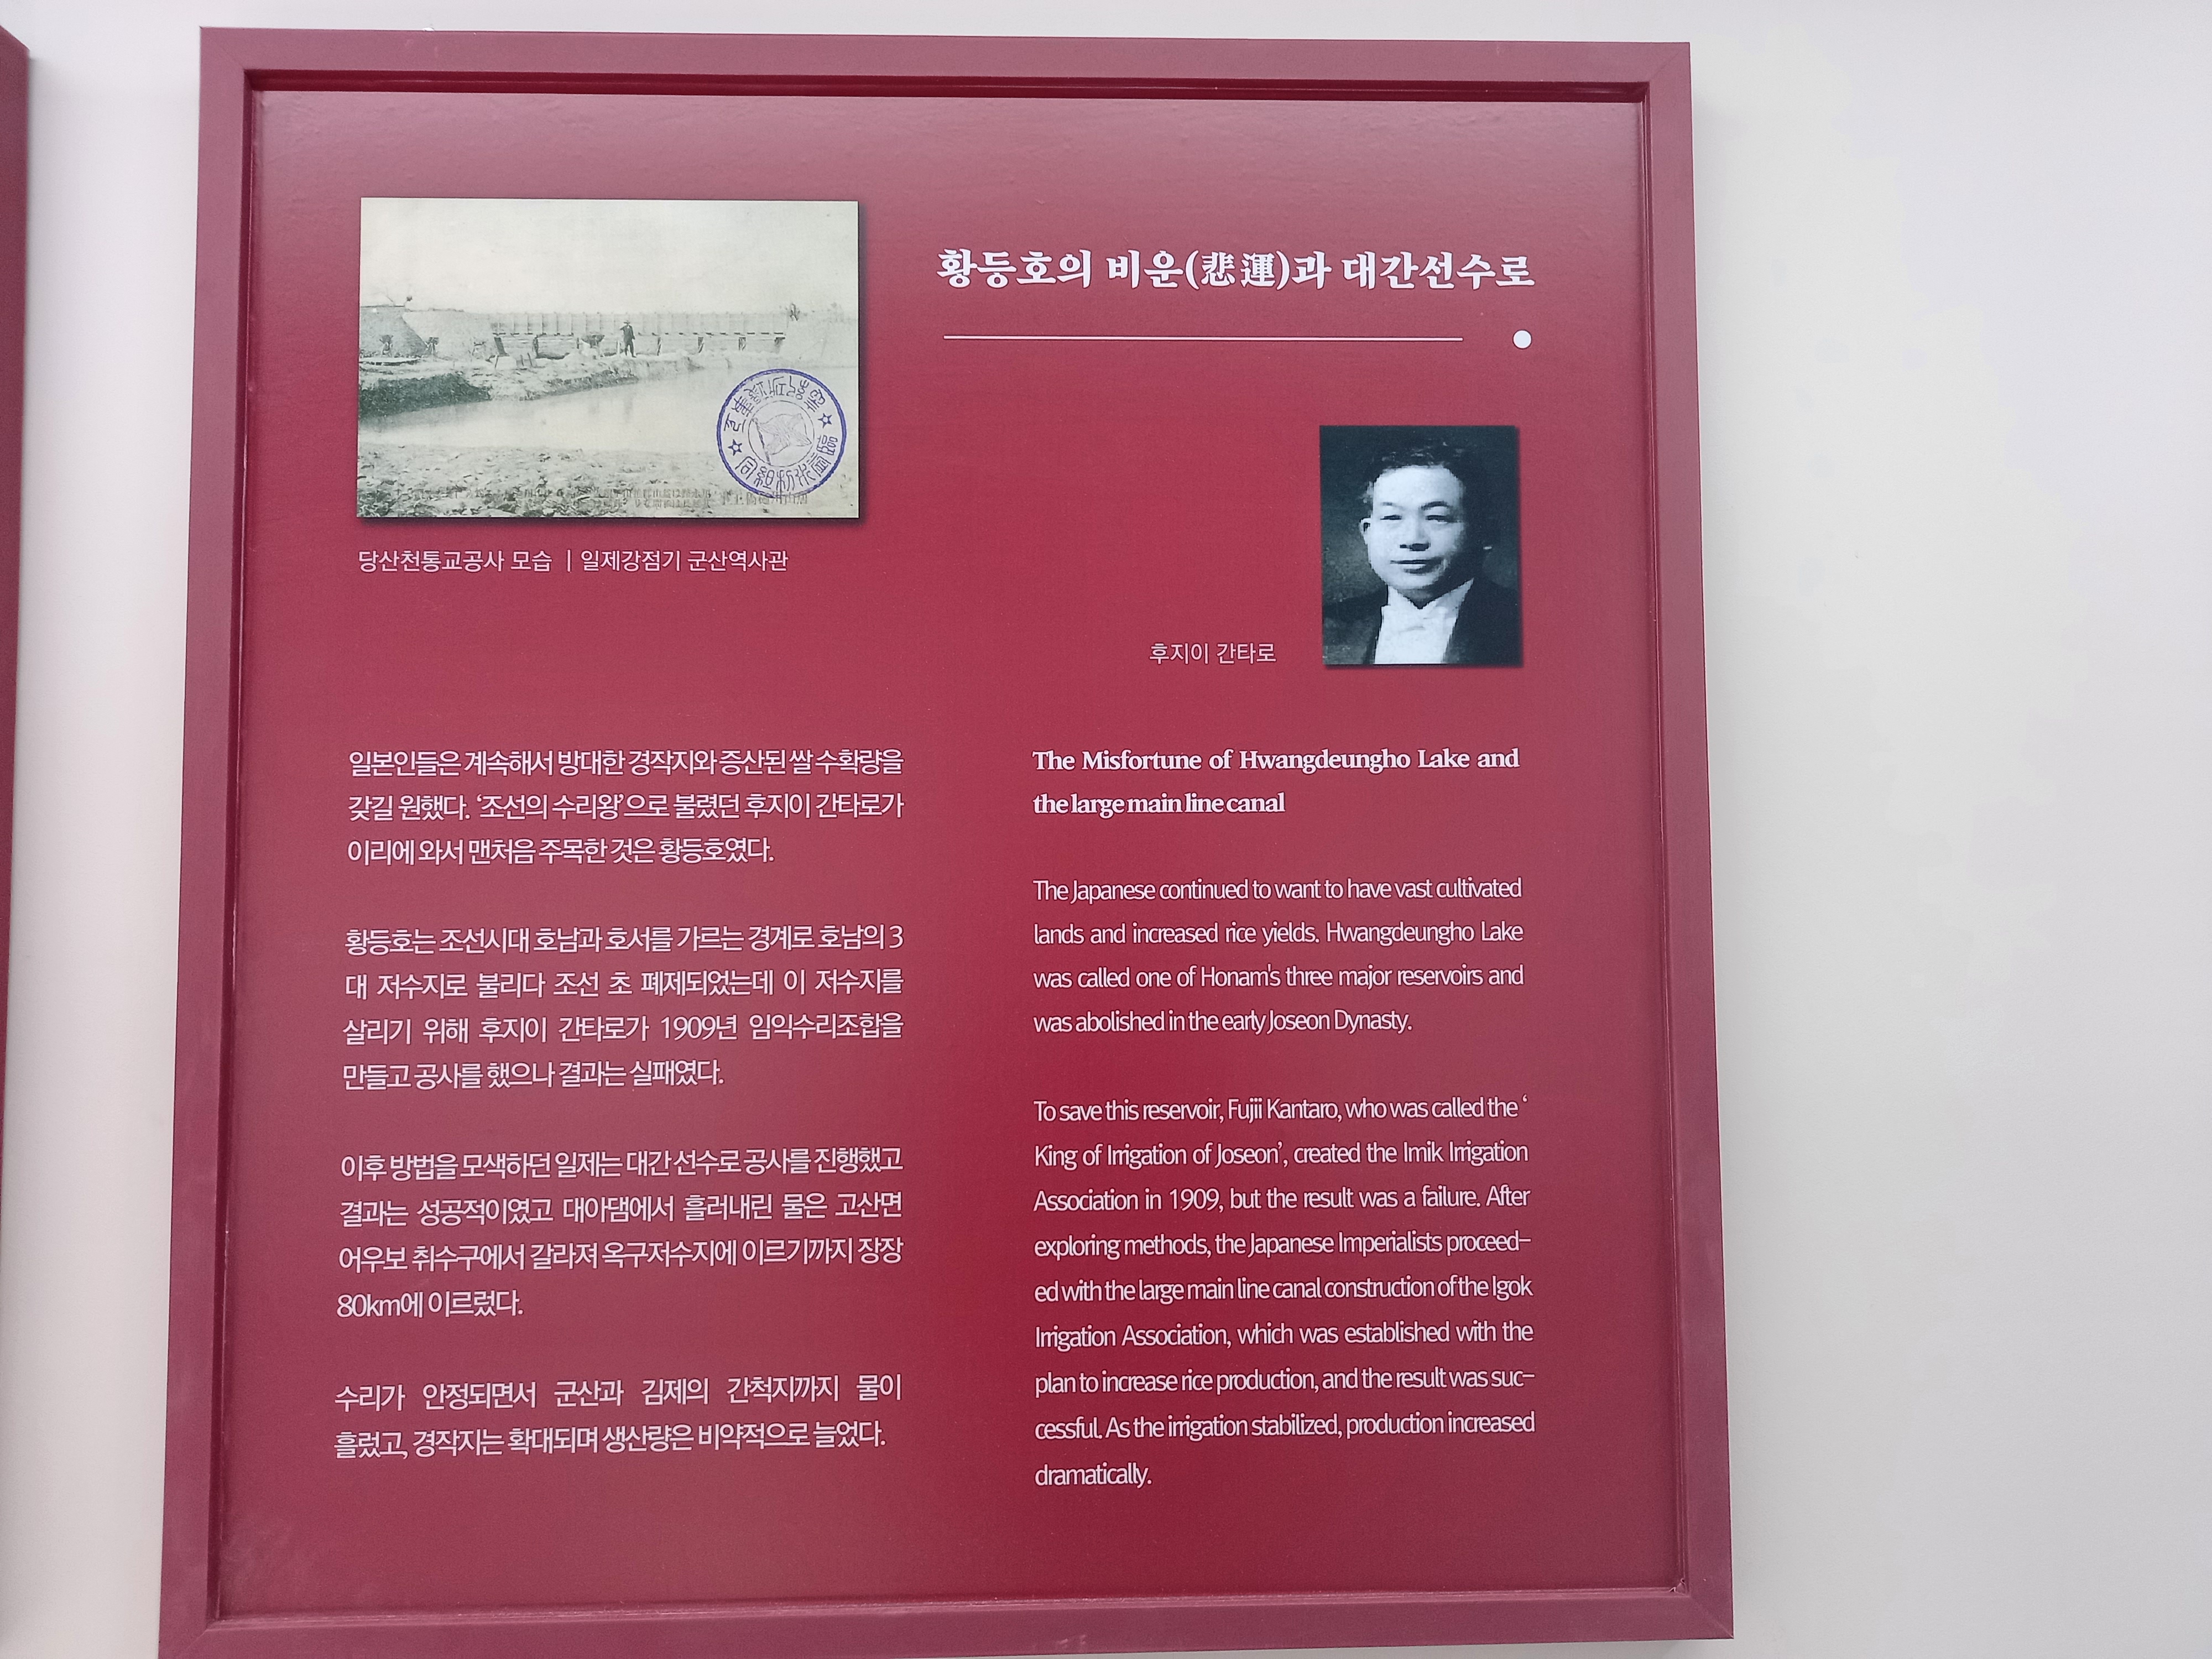 황등호의 비운(悲運)과 대간선수로
당산천통교공사 모습 | 일제강점기 군산역사관
후지이 간타로
일본인들은 계속해서 방대한 경작지와 증산된 쌀 수확량을
갖길 원했다. ‘조선의 수리왕’으로 불렸던 후지이 간타로가
이리에 와서 맨처음 주목한 것은 황등호였다.
황등호는 조선시대 호남과 호서를 가르는 경계로 호남의 3
대 저수지로 불리다 조선 초 폐제되었는데 이 저수지를
살리기 위해 후지이 간타로가 1909년 임익수리조합을
만들고 공사를 했으나 결과는 실패였다.
이후 방법을 모색하던 일제는 대간 선수로 공사를 진행했고
결과는 성공적이였고 대아댐에서 흘러내린 물은 고산면
어우보 취수구에서 갈라져 옥구저수지에 이르기까지 장장
80km에 이르렀다.
수리가 안정되면서 군산과 김제의 간척지까지 물이
흘렀고, 경작지는 확대되며 생산량은 비약적으로 늘었다.
The Misfortune of Hwangdeungho Lake and
the large main line canal
The Japanese continued to want to have vast cultivated
lands and increased rice yields. Hwangdeungho Lake
was called one of Honam's three major reservoirs and
was abolished in the early Joseon Dynasty.
To save this reservoir, Fujii Kantaro, who was called the ‘
King of Irrigation of Joseon’, created the Imik Irrigation
Association in 1909, but the result was a failure. After
exploring methods, the Japanese Imperialists proceed-
ed with the large main line canal construction of the Igok
Irrigation Association, which was established with the
plan to increase rice production, and the result was suc-
cessful. As the irrigation stabilized, production increased
dramatically.